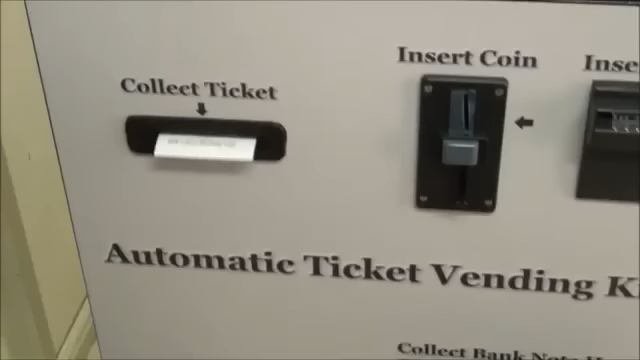 Collect Ticket
Insert Coin
Automatic Ticket Vending
Collect Bank Note